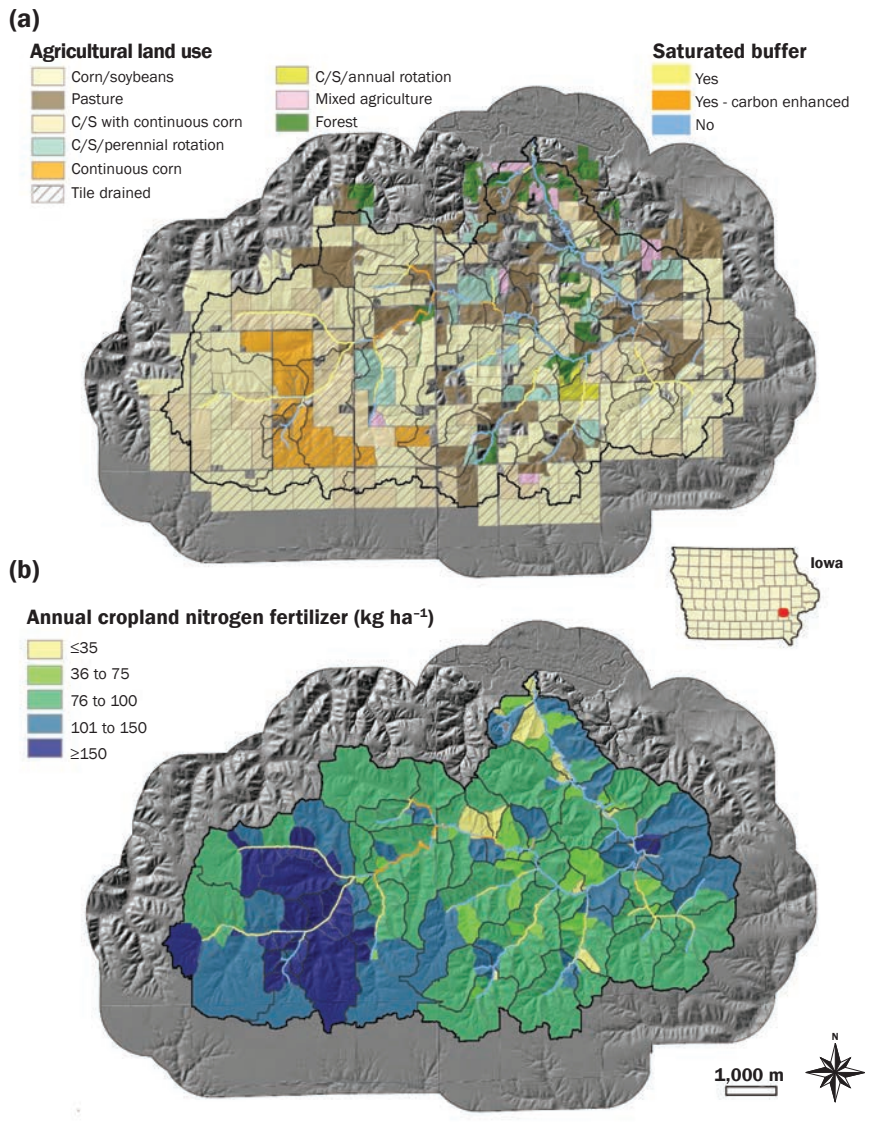 (a)
Agricultural land use
Corn/soybeans
Pasture
C/S with continuous corn
C/S/perennial rotation
Continuous corn
Tile drained
C/S/annual rotation
Mixed agriculture
Forest
Saturated buffer
Yes
Yes - carbon enhanced
No
(b)
Iowa
Annual cropland nitrogen fertilizer (kg ha⁻¹)
≤35
36 to 75
76 to 100
101 to 150
≥150
N
1,000 m